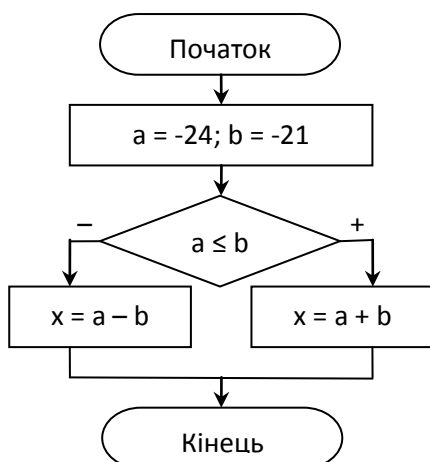 Початок
a = -24; b = -21
– +
a ≤ b
x = a – b x = a + b
Кінець